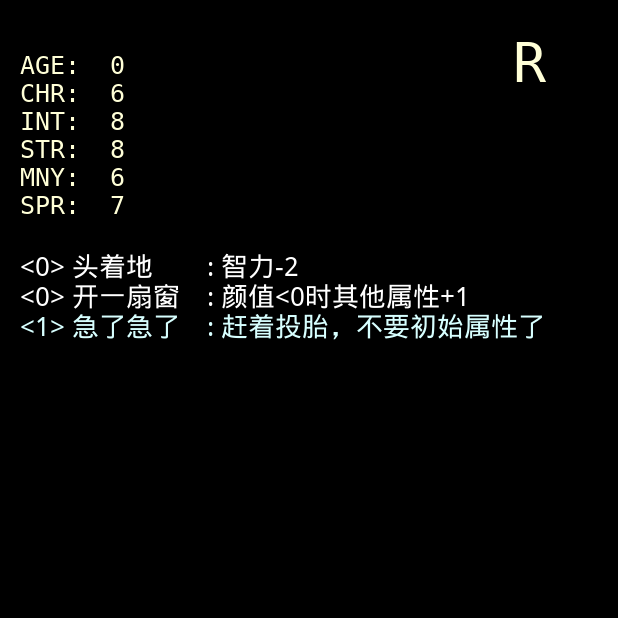 R
AGE: 0
CHR: 6
INT: 8
STR: 8
MNY: 6
SPR: 7
<0> 头着地 : 智力-2
<0> 开一扇窗 : 颜值<0时其他属性+1
<1> 急了急了 : 赶着投胎，不要初始属性了